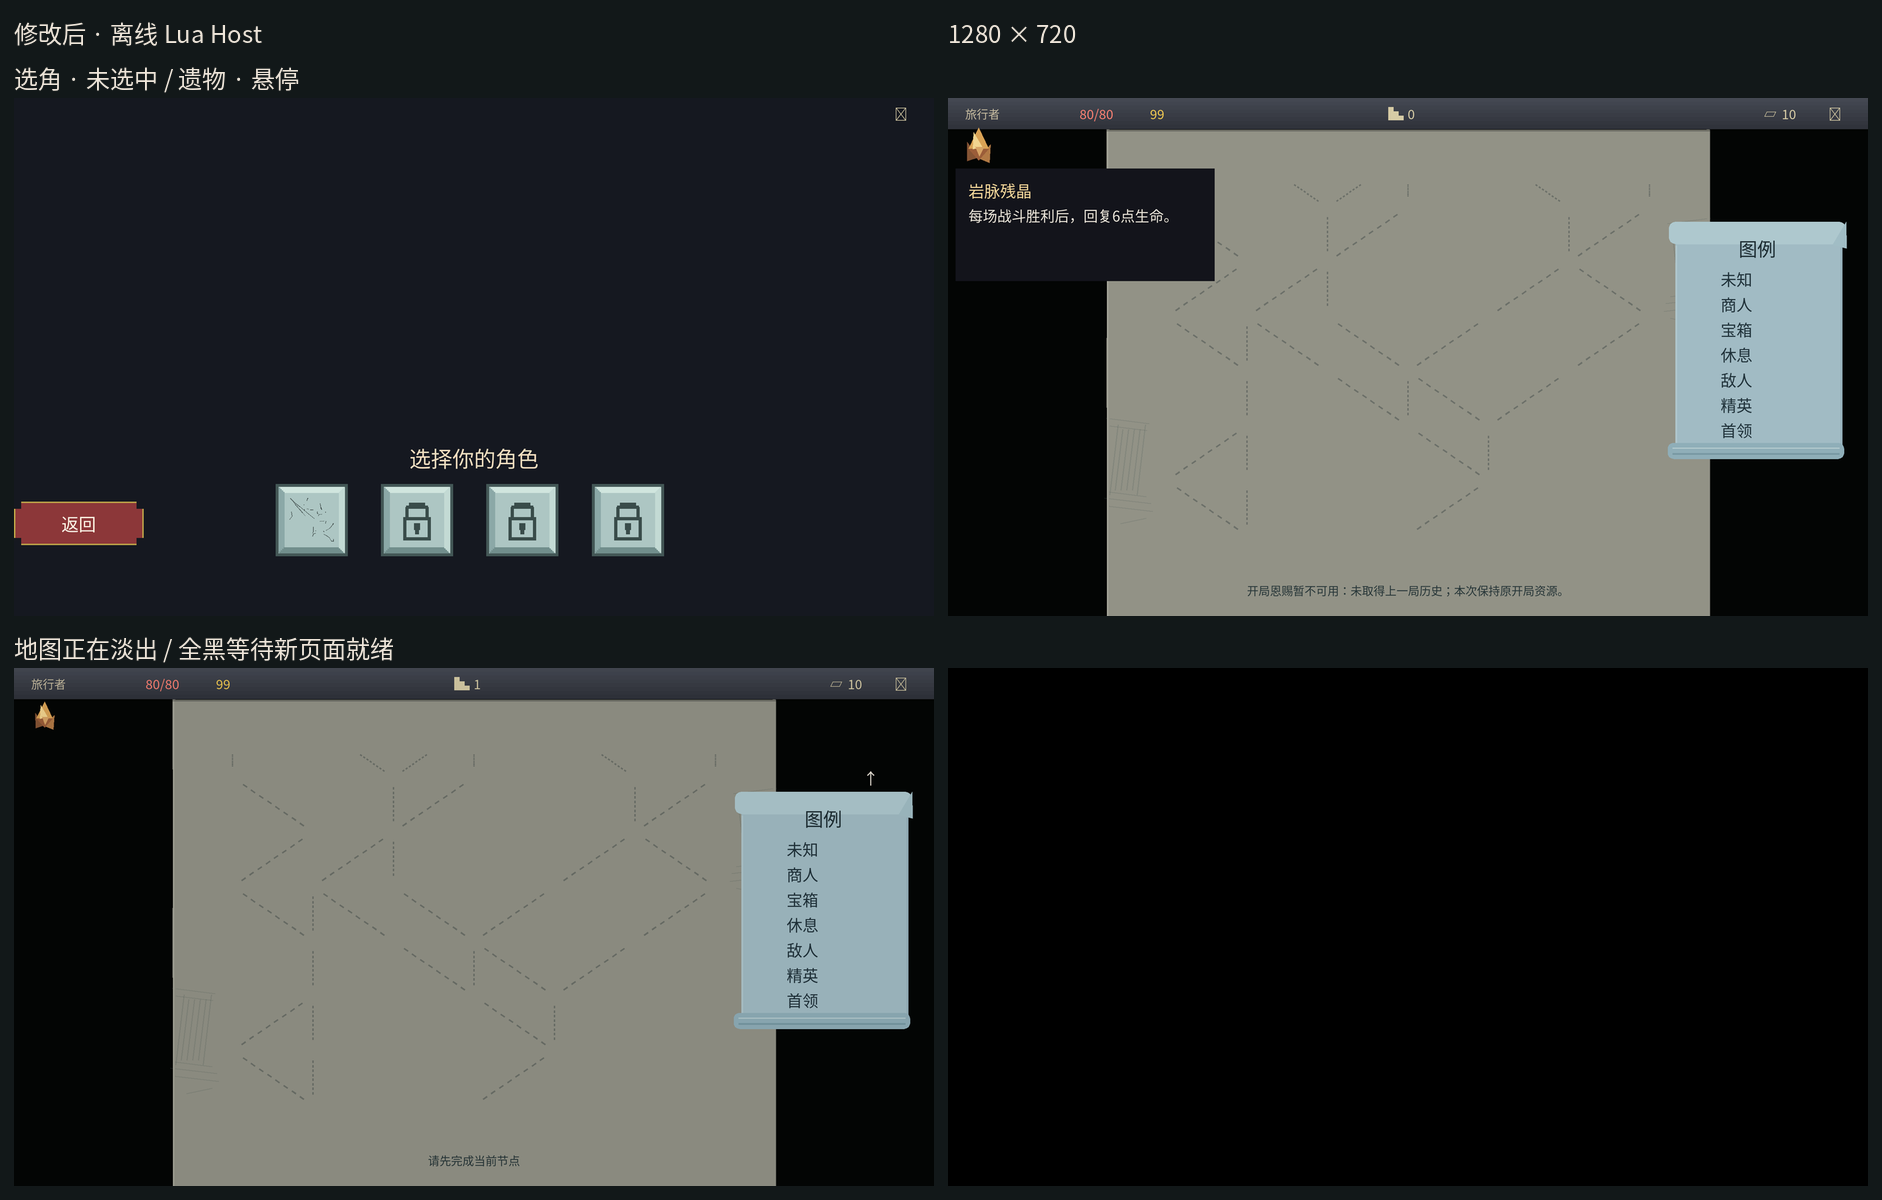 修改后 · 离线 Lua Host
1280 × 720
选角 · 未选中 / 遗物 · 悬停
选择你的角色
返回
旅行者 80/80 99 0 10
岩脉残晶
每场战斗胜利后，回复6点生命。
图例
未知
商人
宝箱
休息
敌人
精英
首领
开局恩赐暂不可用：未取得上一局历史；本次保持原开局资源。
地图正在淡出 / 全黑等待新页面就绪
旅行者 80/80 99 1 10
↑
图例
未知
商人
宝箱
休息
敌人
精英
首领
请先完成当前节点